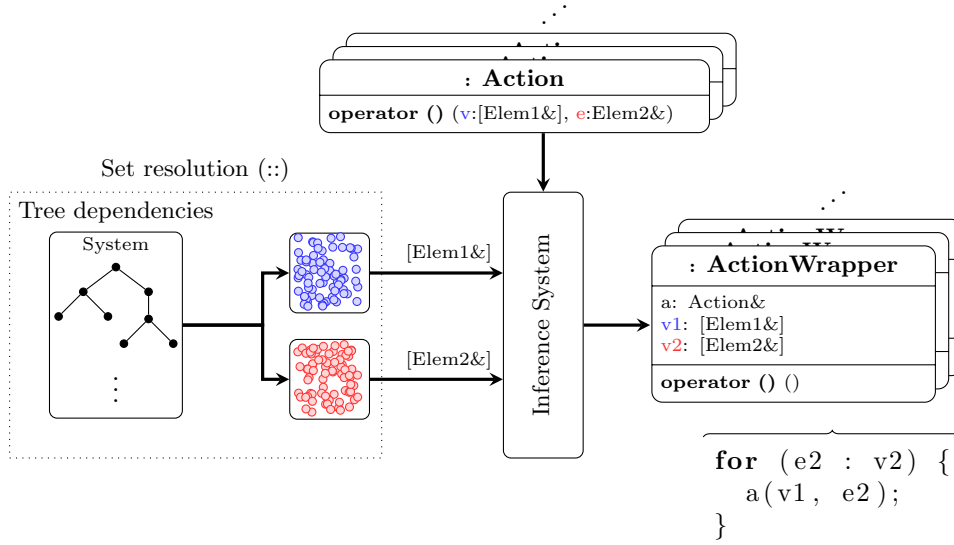 : Action
operator () (v:[Elem1&], e:Elem2&)
Set resolution (::)
Tree dependencies
System
[Elem1&]
[Elem2&]
Inference System
: ActionWrapper
a: Action&
v1: [Elem1&]
v2: [Elem2&]
operator () ()
for (e2 : v2) {
a(v1, e2);
}